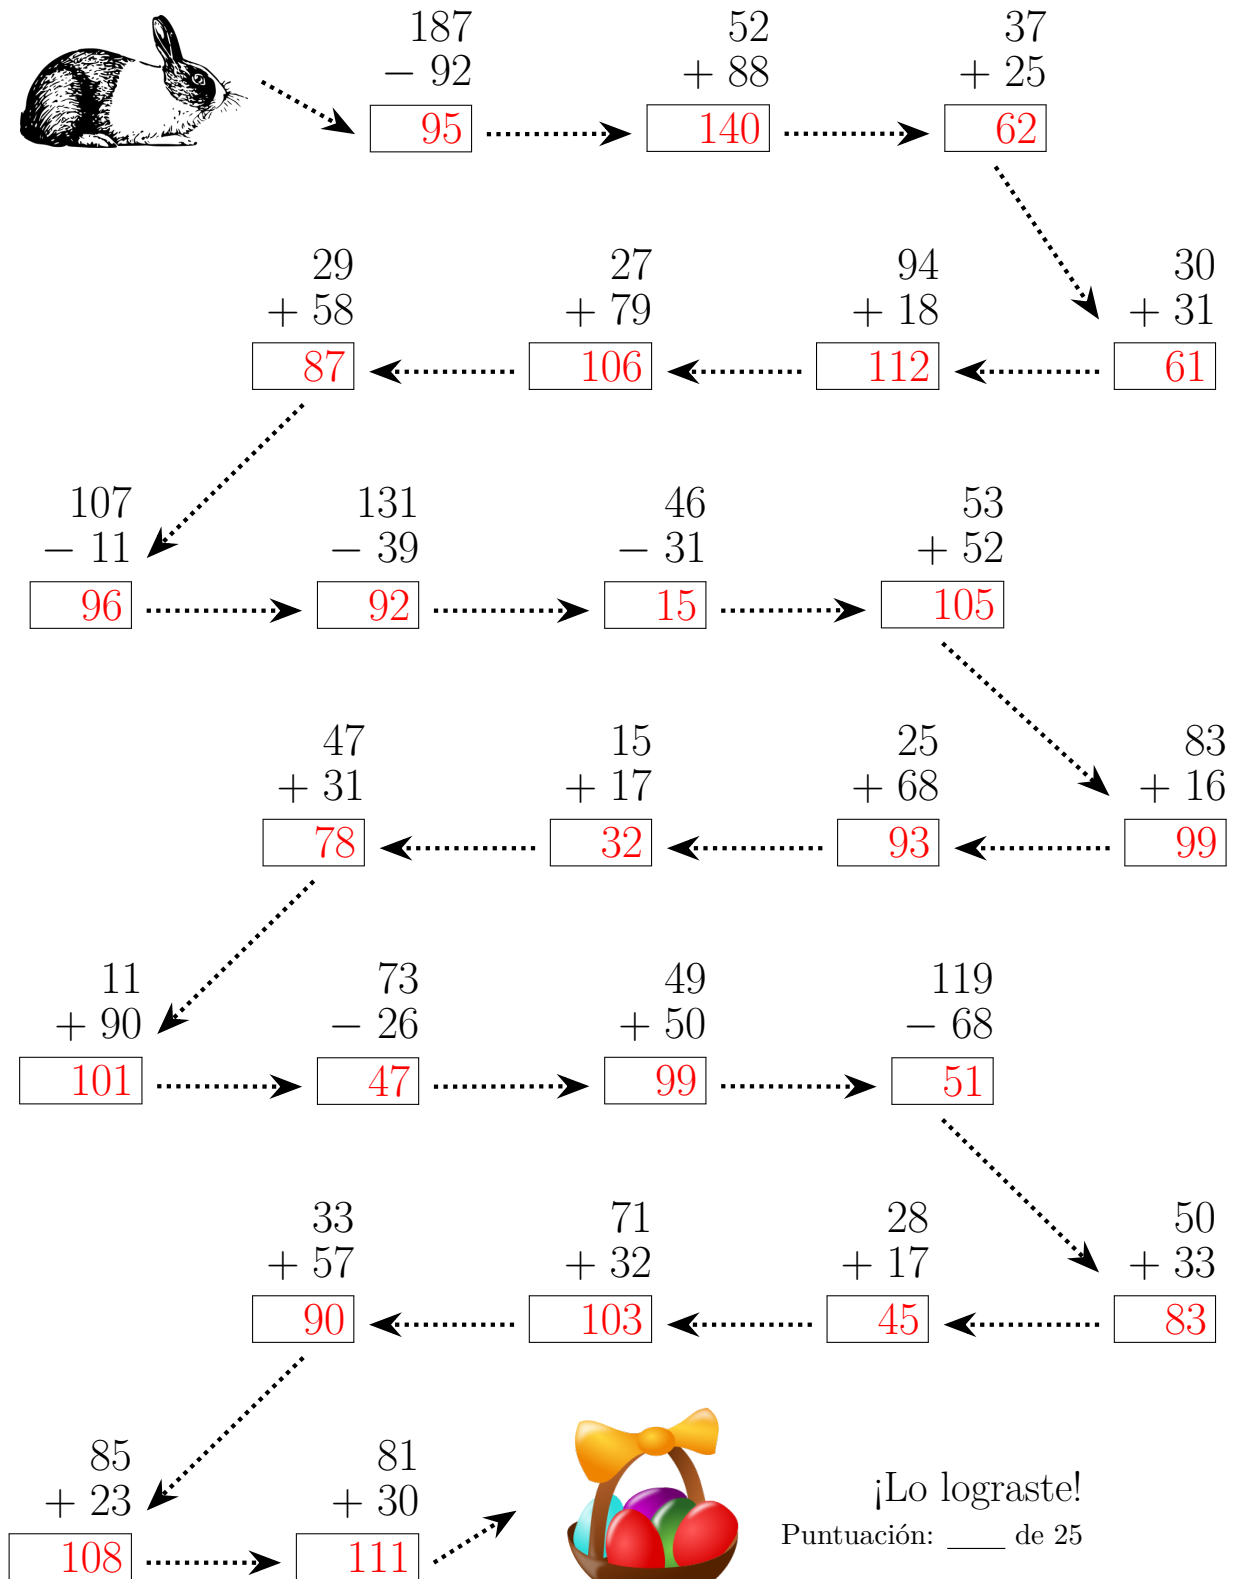 187 52 37
− 92 + 88 + 25
95 140 62
29 27 94 30
+ 58 + 79 + 18 + 31
87 106 112 61
107 131 46 53
− 11 − 39 − 31 + 52
96 92 15 105
47 15 25 83
+ 31 + 17 + 68 + 16
78 32 93 99
11 73 49 119
+ 90 − 26 + 50 − 68
101 47 99 51
33 71 28 50
+ 57 + 32 + 17 + 33
90 103 45 83
85 81
+ 23 + 30
108 111
¡Lo lograste!
Puntuación: ____ de 25